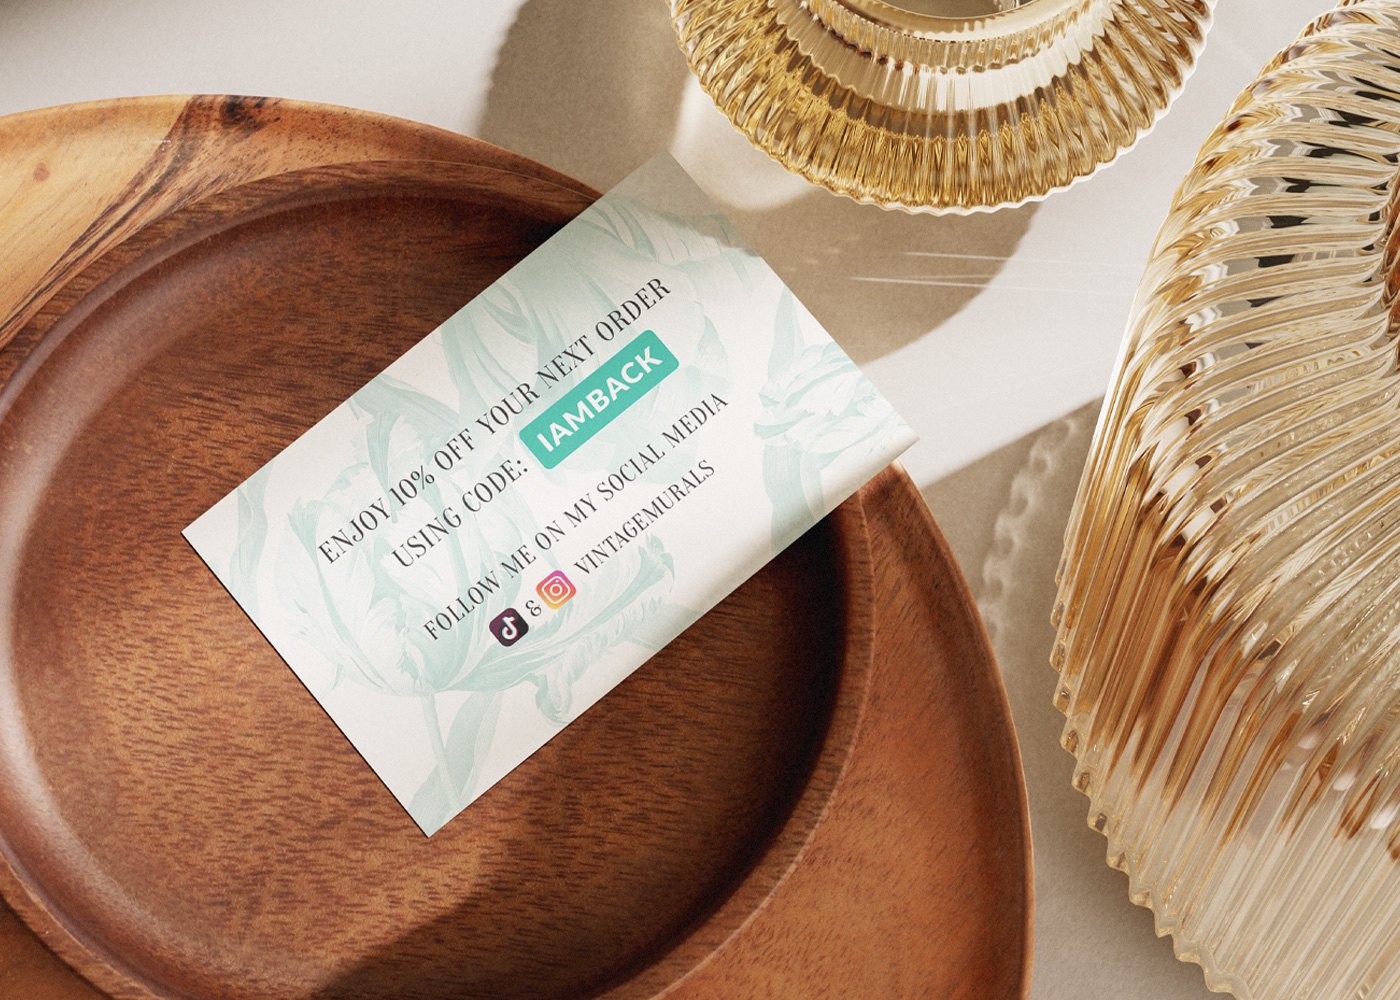 ENJOY 10% OFF YOUR NEXT ORDER
USING CODE: IAMBACK
FOLLOW ME ON MY SOCIAL MEDIA
& VINTAGEMURALS